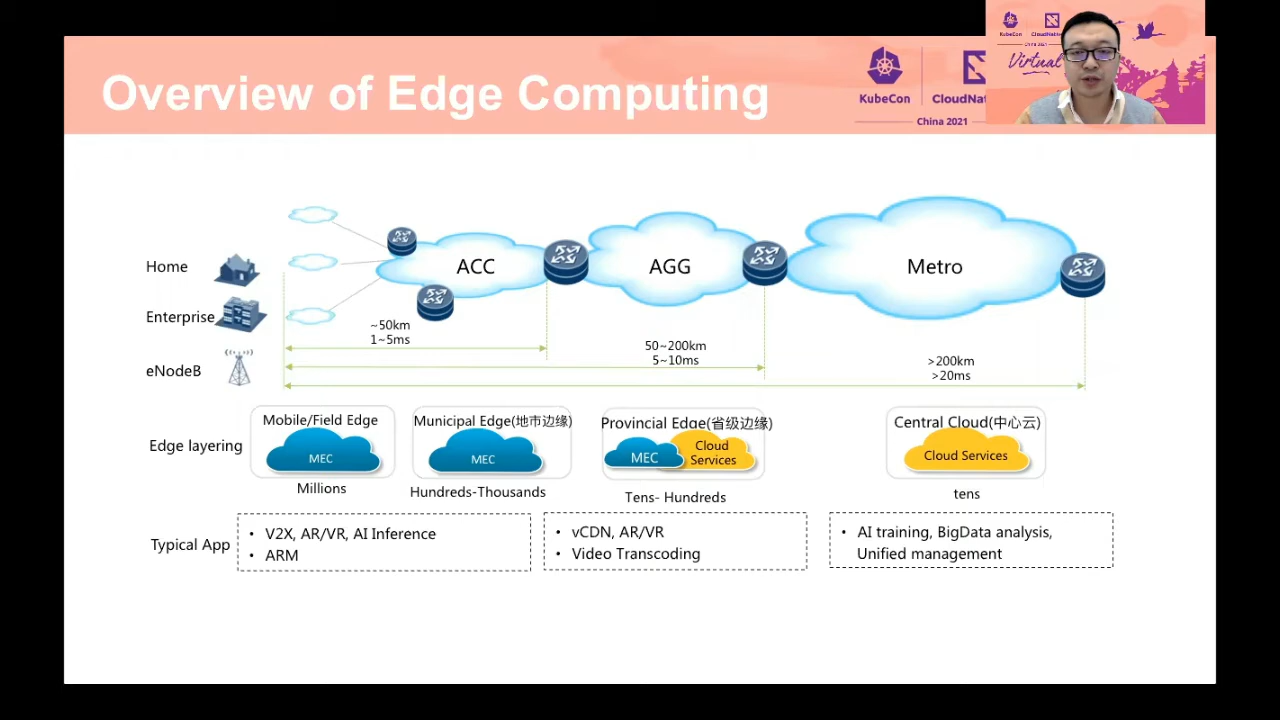 Overview of Edge Computing
KubeCon
CloudNat
China 2021
KubeCon
CloudNative
China 2021
Virtual
Home
Enterprise
eNodeB
ACC
AGG
Metro
~50km
1~5ms
50~200km
5~10ms
>200km
>20ms
Edge layering
Mobile/Field Edge
MEC
Millions
Municipal Edge(地市边缘)
MEC
Hundreds-Thousands
Provincial Edge(省级边缘)
MEC
Cloud
Services
Tens- Hundreds
Central Cloud(中心云)
Cloud Services
tens
Typical App
• V2X, AR/VR, AI Inference
• ARM
• vCDN, AR/VR
• Video Transcoding
• AI training, BigData analysis,
Unified management